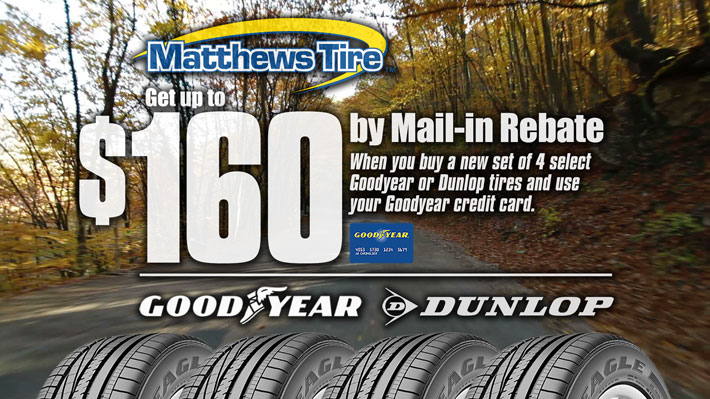 Matthews Tire
Get up to
$160
by Mail-in Rebate
When you buy a new set of 4 select
Goodyear or Dunlop tires and use
your Goodyear credit card.
GOODYEAR
GOODYEAR
D DUNLOP
EAGLE